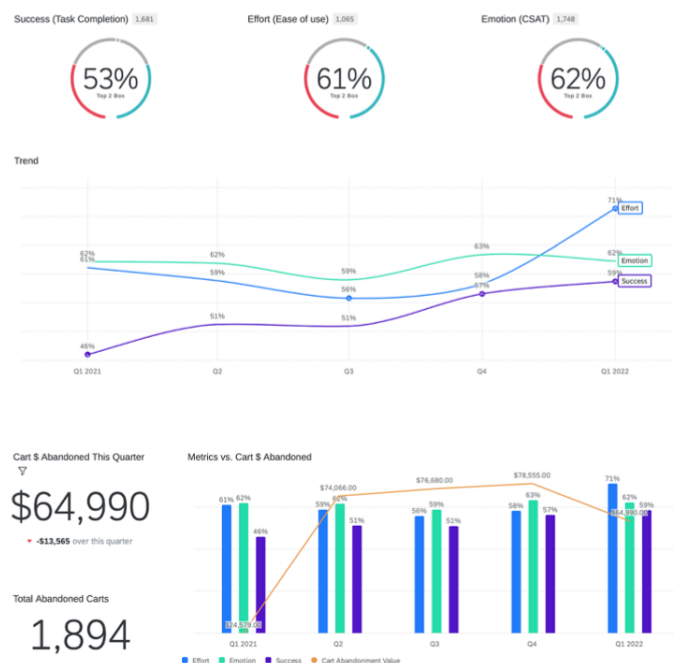 Success (Task Completion) 1,681
Effort (Ease of use) 1,065
Emotion (CSAT) 1,748
53%
Top 2 Box
61%
Top 2 Box
62%
Top 2 Box
Trend
71%
Effort
62%
61%
62%
59%
59%
56%
63%
58%
57%
62%
Emotion
59%
Success
46%
51%
51%
Q1 2021
Q2
Q3
Q4
Q1 2022
Cart $ Abandoned This Quarter
$64,990
-$13,565 over this quarter
Total Abandoned Carts
1,894
Metrics vs. Cart $ Abandoned
61% 62% 46%
$24,579.00
$74,066.00
59% 62% 51%
$76,680.00
56% 59% 51%
$78,555.00
58% 63% 57%
71% 62% 59%
$64,990.00
Q1 2021
Q2
Q3
Q4
Q1 2022
Effort
Emotion
Success
Cart Abandonment Value